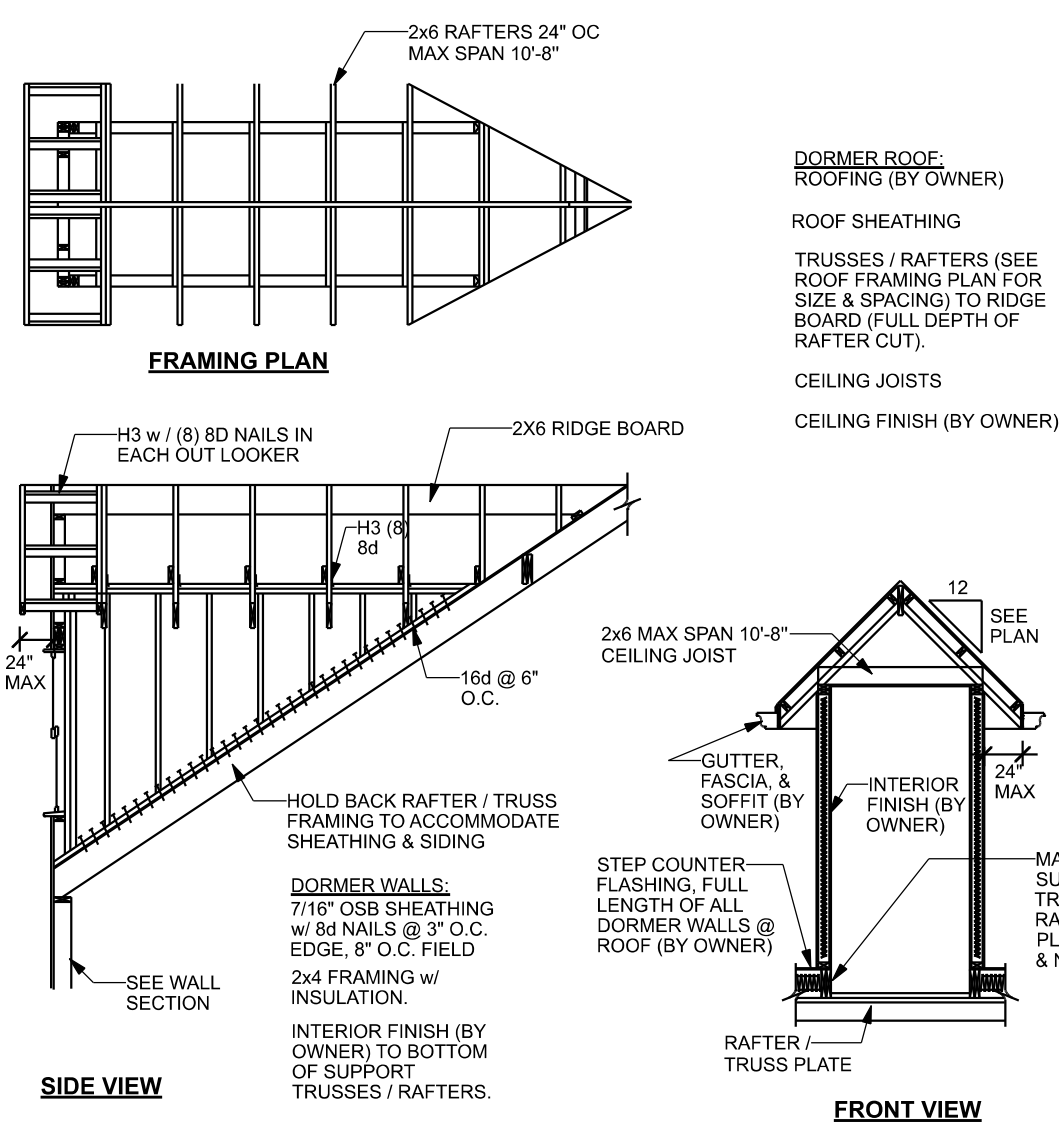 2x6 RAFTERS 24" OC
MAX SPAN 10'-8"
FRAMING PLAN
DORMER ROOF:
ROOFING (BY OWNER)
ROOF SHEATHING
TRUSSES / RAFTERS (SEE
ROOF FRAMING PLAN FOR
SIZE & SPACING) TO RIDGE
BOARD (FULL DEPTH OF
RAFTER CUT).
CEILING JOISTS
CEILING FINISH (BY OWNER)
H3 w / (8) 8D NAILS IN
EACH OUT LOOKER
2X6 RIDGE BOARD
H3 (8)
8d
24"
MAX
16d @ 6"
O.C.
HOLD BACK RAFTER / TRUSS
FRAMING TO ACCOMMODATE
SHEATHING & SIDING
DORMER WALLS:
7/16" OSB SHEATHING
w/ 8d NAILS @ 3" O.C.
EDGE, 8" O.C. FIELD
2x4 FRAMING w/
INSULATION.
INTERIOR FINISH (BY
OWNER) TO BOTTOM
OF SUPPORT
TRUSSES / RAFTERS.
SEE WALL
SECTION
SIDE VIEW
12
SEE
PLAN
2x6 MAX SPAN 10'-8"
CEILING JOIST
GUTTER,
FASCIA, &
SOFFIT (BY
OWNER)
INTERIOR
FINISH (BY
OWNER)
24"
MAX
STEP COUNTER
FLASHING, FULL
LENGTH OF ALL
DORMER WALLS @
ROOF (BY OWNER)
MA
SU
TR
RA
PL
& N
RAFTER /
TRUSS PLATE
FRONT VIEW